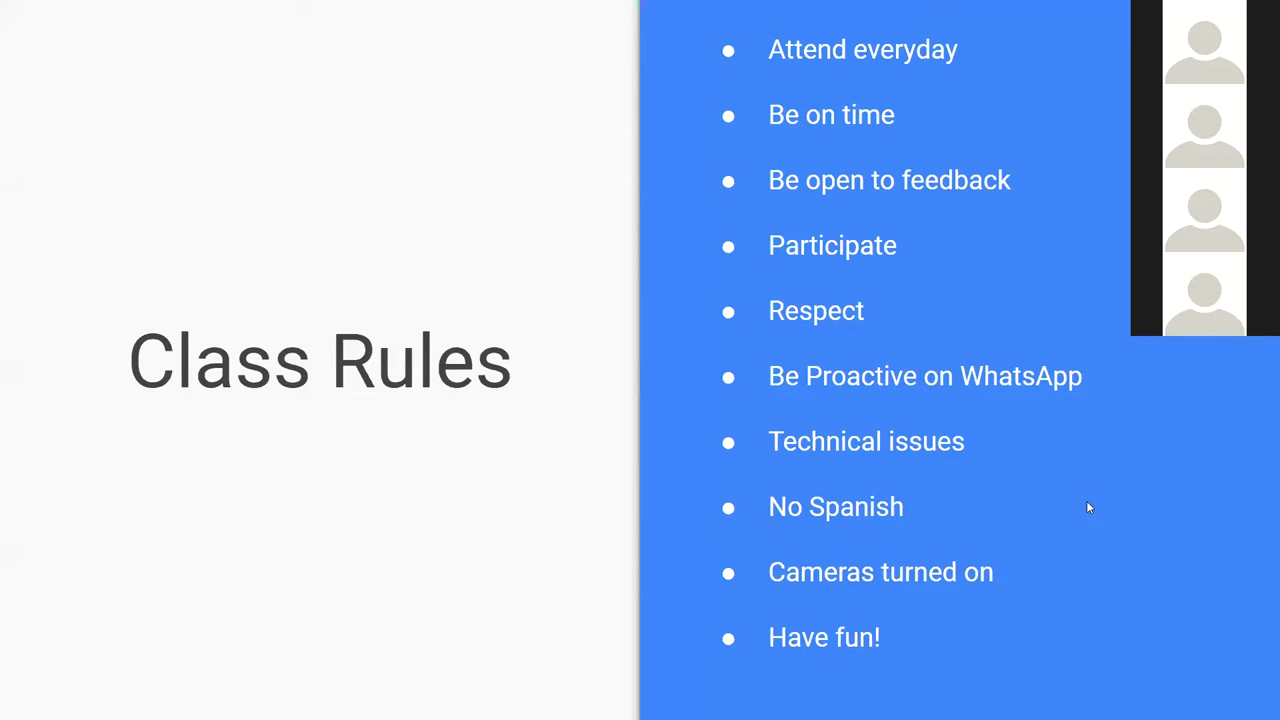 Class Rules
● Attend everyday
● Be on time
● Be open to feedback
● Participate
● Respect
● Be Proactive on WhatsApp
● Technical issues
● No Spanish
● Cameras turned on
● Have fun!